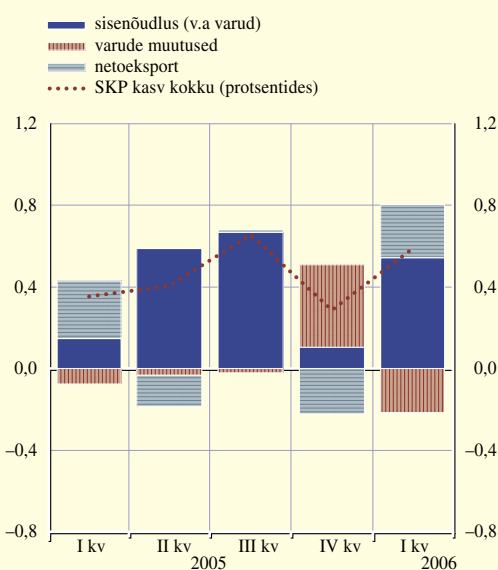 sisenõudlus (v.a varud)
varude muutused
netoeksport
SKP kasv kokku (protsentides)
1,2 1,2
0,8 0,8
0,4 0,4
0,0 0,0
–0,4 –0,4
–0,8 –0,8
I kv II kv III kv IV kv I kv
2005 2006